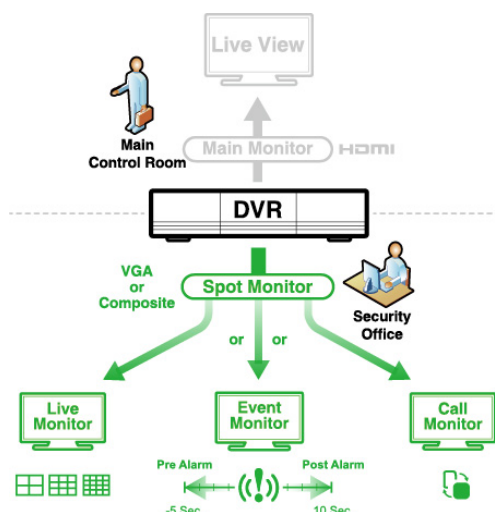 Live View
Main
Control Room
Main Monitor
HDMI
DVR
VGA
or
Composite
Spot Monitor
Security
Office
or
or
Live
Monitor
Event
Monitor
Call
Monitor
Pre Alarm
Post Alarm
-5 Sec
10 Sec